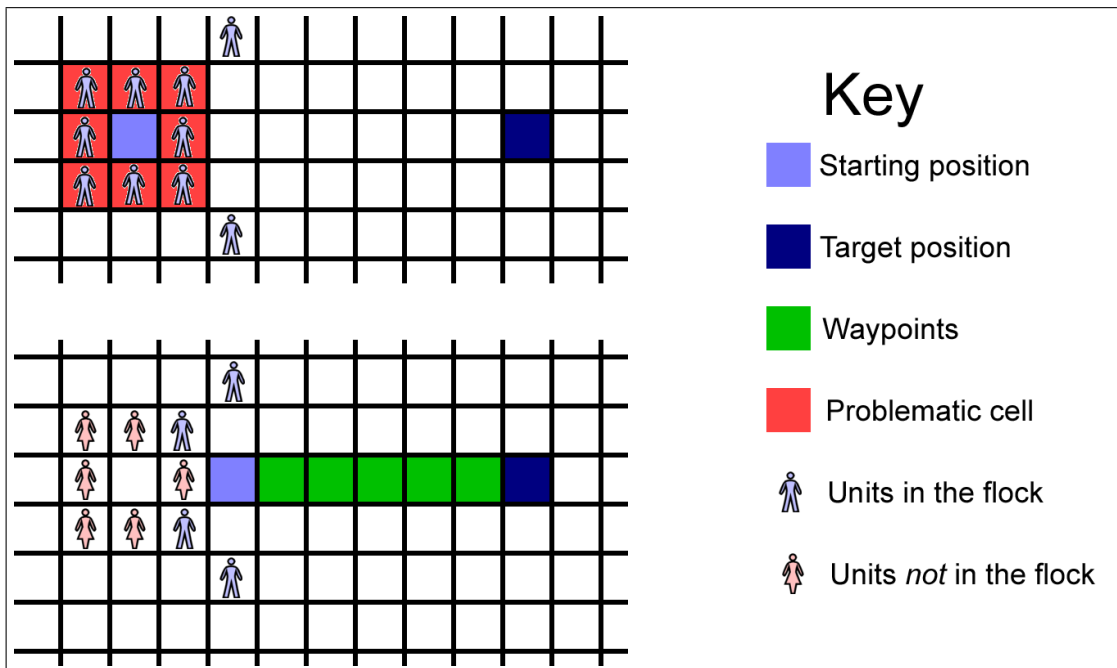 Key
Starting position
Target position
Waypoints
Problematic cell
Units in the flock
Units not in the flock